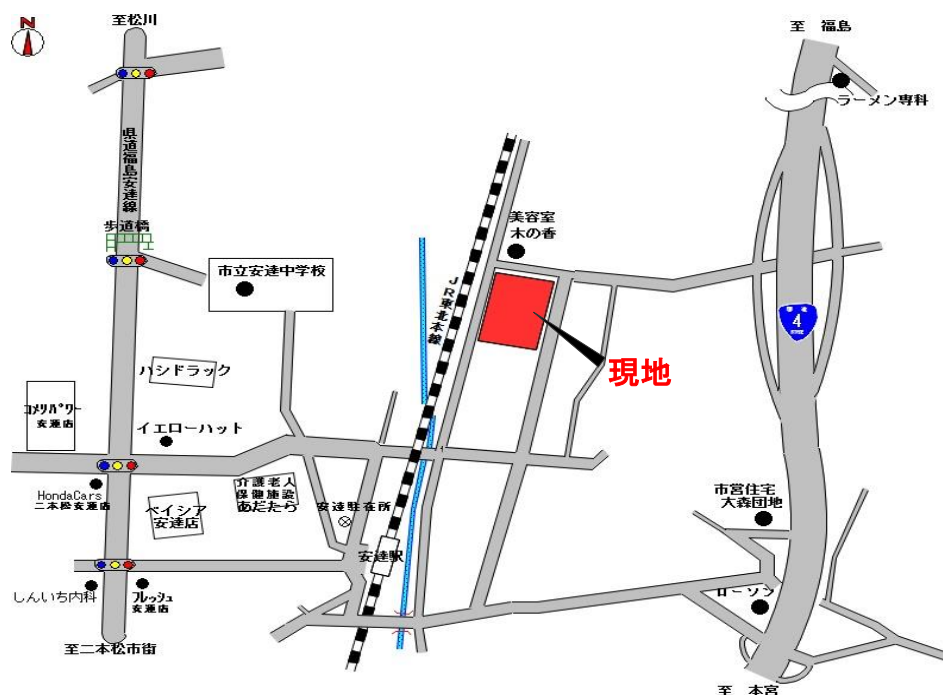 N
至松川
至 福島
ラーメン専科
県道福島安達線
歩道橋
美容室
木の香
市立安達中学校
JR東北本線
4
現地
ハシドラック
コメリパワー
安達店
イエローハット
HondaCars
二本松安達店
ベイシア
安達店
介護老人
保健施設
あだたら
安達駐在所
市営住宅
大森団地
安達駅
しんいち内科
フレッシュ
安達店
ローソン
至二本松市街
至 本宮